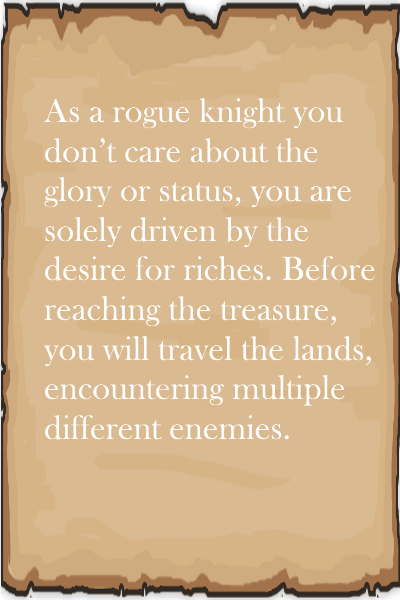 As a rogue knight you
don’t care about the
glory or status, you are
solely driven by the
desire for riches. Before
reaching the treasure,
you will travel the lands,
encountering multiple
different enemies.